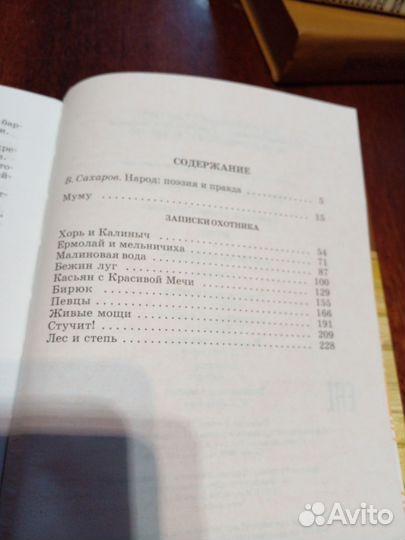 СОДЕРЖАНИЕ
В. Сахаров. Народ: поэзия и правда . . . . . . . . . . . . 5
Муму . . . . . . . . . . . . . . . . . . . . . . . . . . . . . . . . . 15
ЗАПИСКИ ОХОТНИКА
Хорь и Калиныч . . . . . . . . . . . . . . . . . . . . . . . . 54
Ермолай и мельничиха . . . . . . . . . . . . . . . . . . . . 71
Малиновая вода . . . . . . . . . . . . . . . . . . . . . . . . 87
Бежин луг . . . . . . . . . . . . . . . . . . . . . . . . . . . . 100
Касьян с Красивой Мечи . . . . . . . . . . . . . . . . . . 129
Бирюк . . . . . . . . . . . . . . . . . . . . . . . . . . . . . . . 155
Певцы . . . . . . . . . . . . . . . . . . . . . . . . . . . . . . . 166
Живые мощи . . . . . . . . . . . . . . . . . . . . . . . . . . 191
Стучит! . . . . . . . . . . . . . . . . . . . . . . . . . . . . . . 209
Лес и степь . . . . . . . . . . . . . . . . . . . . . . . . . . . 228
Avito